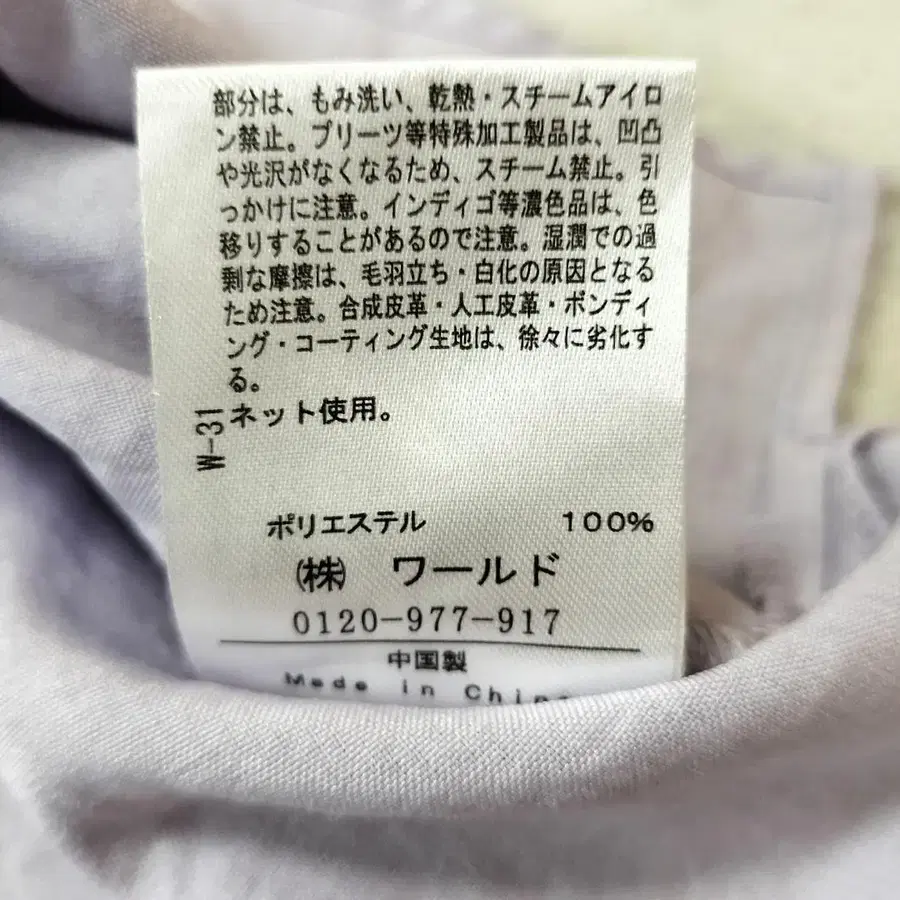 部分は、もみ洗い、乾熱・スチームアイロ
ン禁止。プリーツ等特殊加工製品は、凹凸
や光沢がなくなるため、スチーム禁止。引
っかけに注意。インディゴ等濃色品は、色
移りすることがあるので注意。湿潤での過
剰な摩擦は、毛羽立ち・白化の原因となる
ため注意。合成皮革・人工皮革・ボンディ
ング・コーティング生地は、徐々に劣化す
る。
ネット使用。
W-31
ポリエステル 100%
㈱ ワールド
0120-977-917
中国製
Made in China